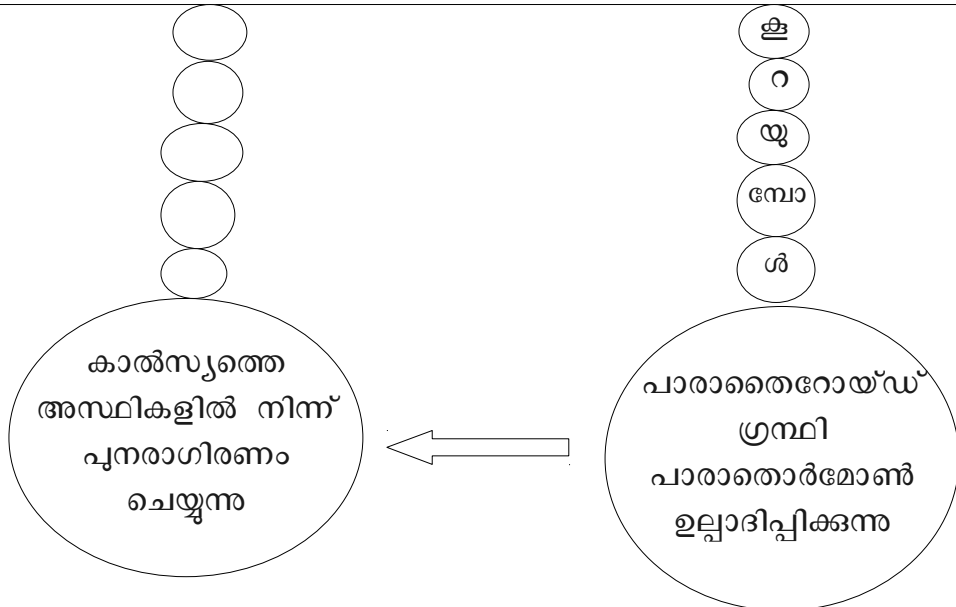 കൂ
റ
യു
മ്പോ
ൾ
കാൽസ്യത്തെ
അസ്ഥികളിൽ നിന്ന്
പുനരാഗിരണം
ചെയ്യുന്നു
പാരാതൈറോയ്ഡ്
ഗ്രന്ഥി
പാരാതൊർമോൺ
ഉല്പാദിപ്പിക്കുന്നു